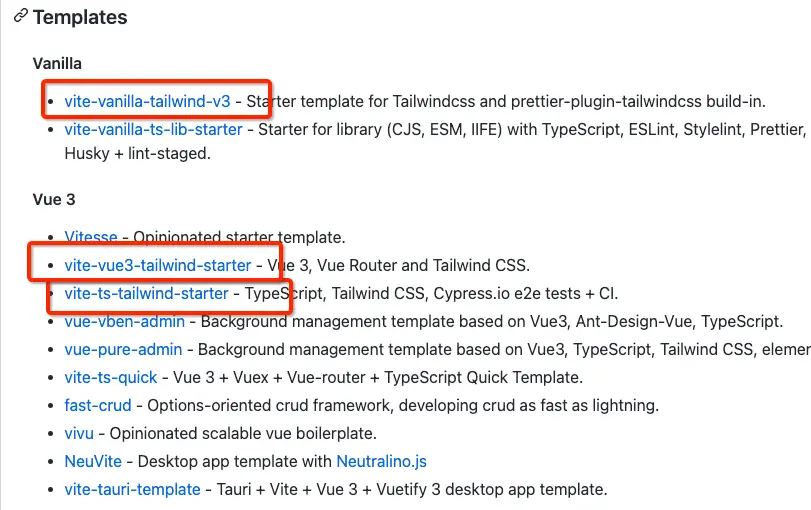 Templates
Vanilla
vite-vanilla-tailwind-v3 - Starter template for Tailwindcss and prettier-plugin-tailwindcss build-in.
vite-vanilla-ts-lib-starter - Starter for library (CJS, ESM, IIFE) with TypeScript, ESLint, Stylelint, Prettier,
Husky + lint-staged.
Vue 3
Vitesse - Opinionated starter template.
vite-vue3-tailwind-starter - Vue 3, Vue Router and Tailwind CSS.
vite-ts-tailwind-starter - TypeScript, Tailwind CSS, Cypress.io e2e tests + CI.
vue-vben-admin - Background management template based on Vue3, Ant-Design-Vue, TypeScript.
vue-pure-admin - Background management template based on Vue3, TypeScript, Tailwind CSS, elemen
vite-ts-quick - Vue 3 + Vuex + Vue-router + TypeScript Quick Template.
fast-crud - Options-oriented crud framework, developing crud as fast as lightning.
vivu - Opinionated scalable vue boilerplate.
NeuVite - Desktop app template with Neutralino.js
vite-tauri-template - Tauri + Vite + Vue 3 + Vuetify 3 desktop app template.